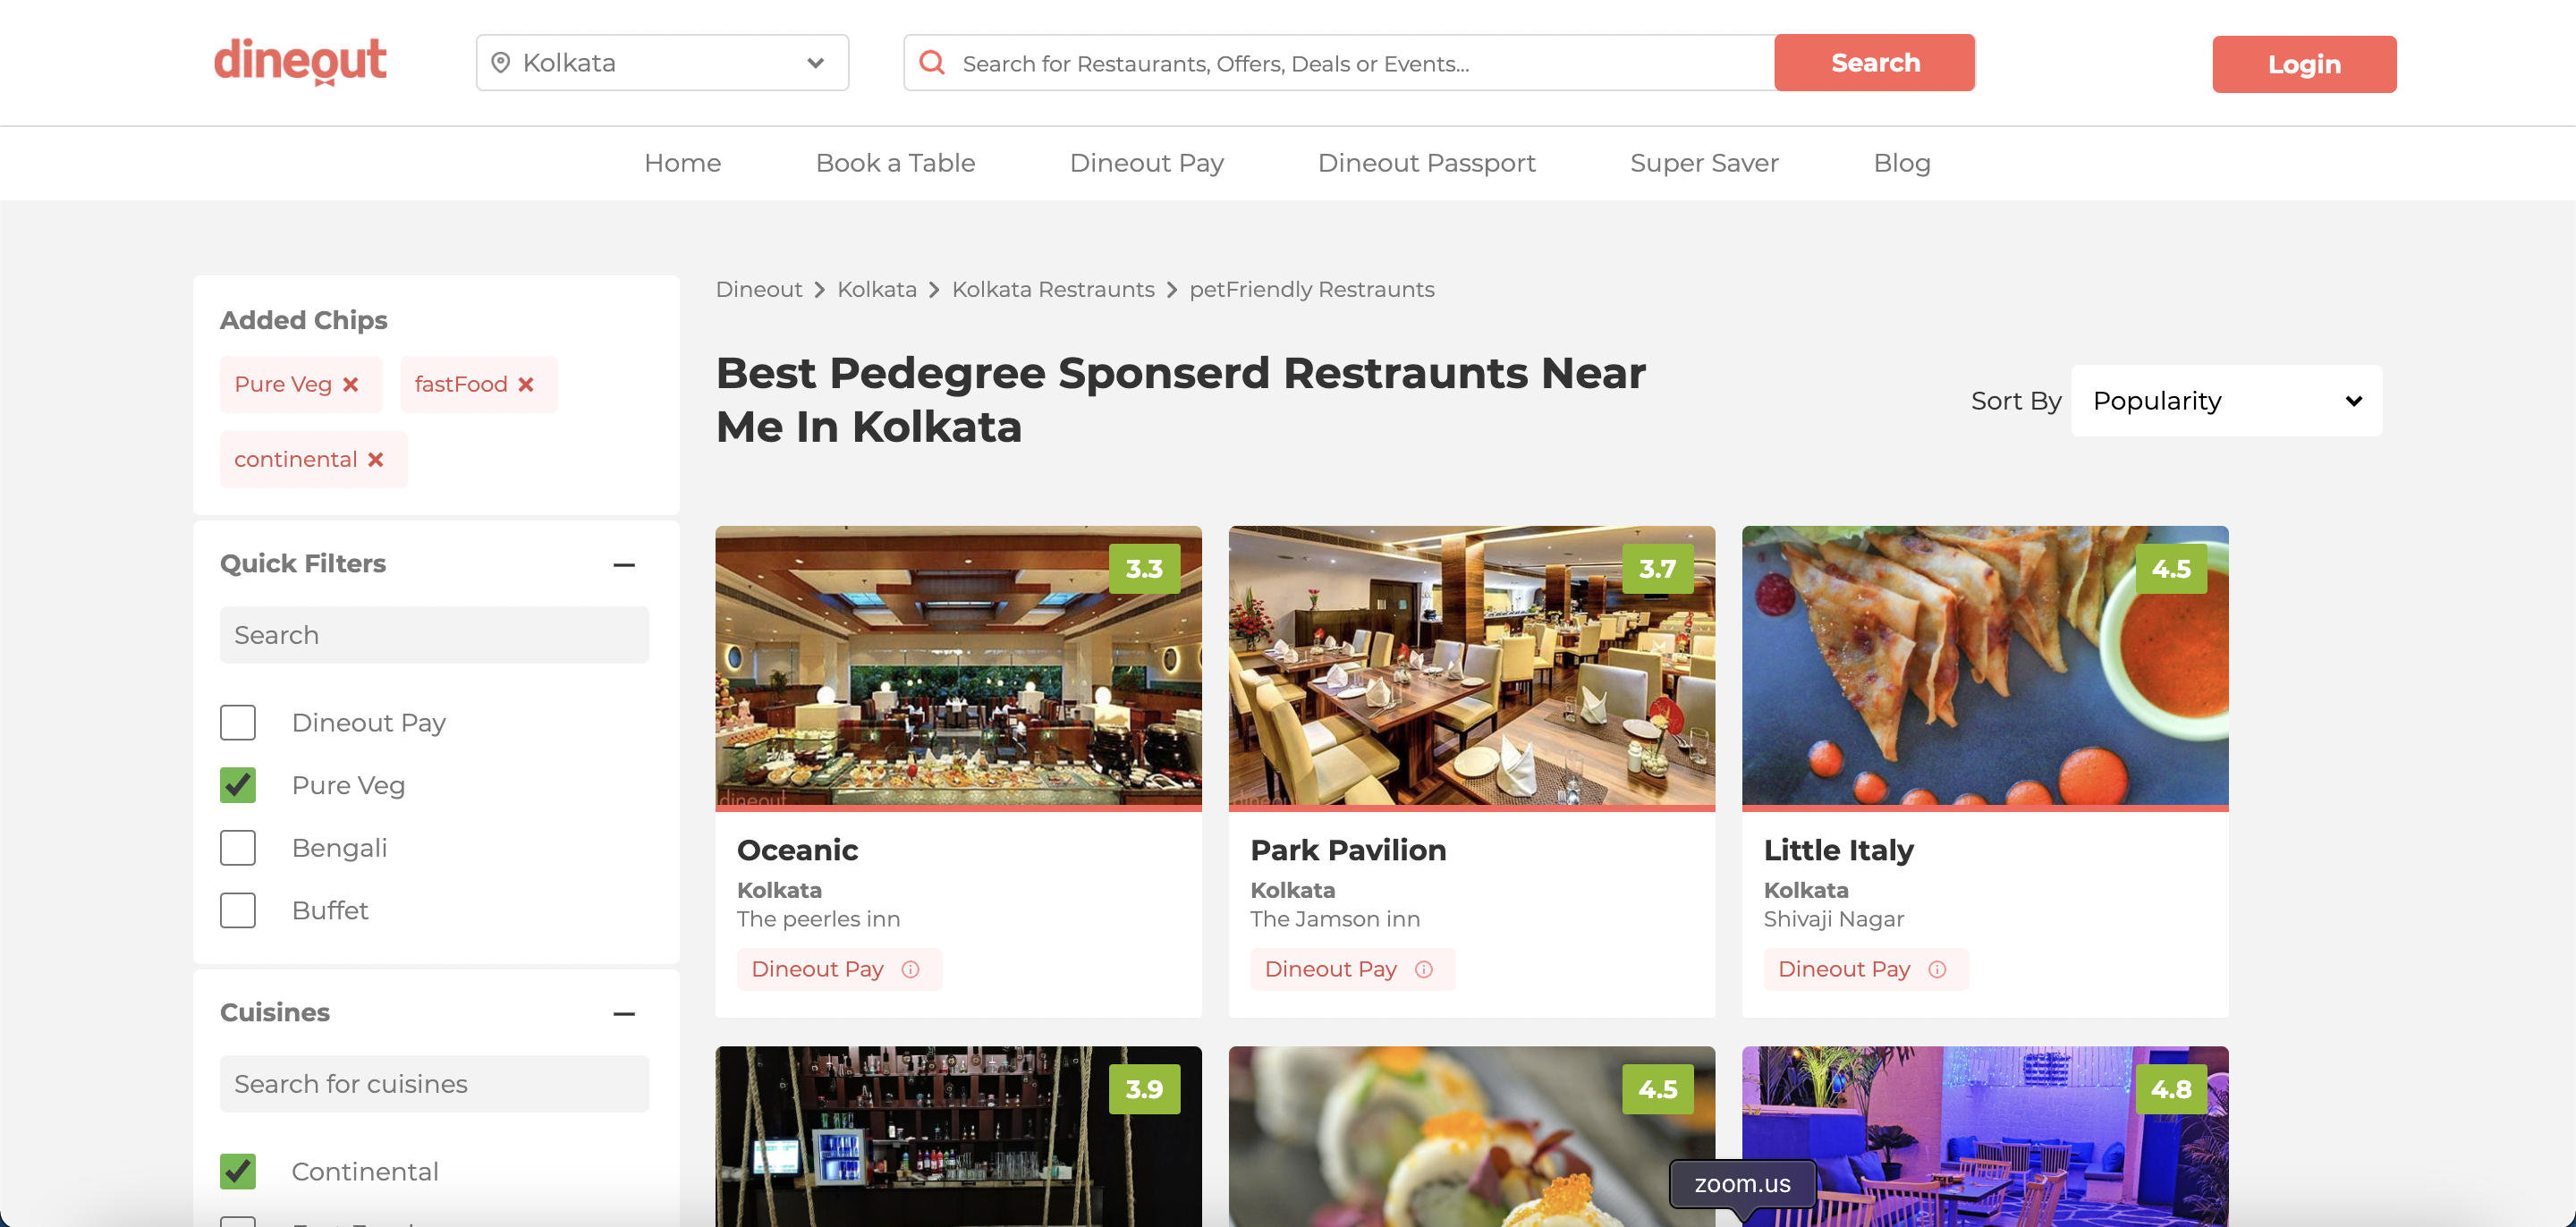 dineout
Kolkata
Search for Restaurants, Offers, Deals or Events...
Search
Login
Home
Book a Table
Dineout Pay
Dineout Passport
Super Saver
Blog
Dineout > Kolkata > Kolkata Restraunts > petFriendly Restraunts
Added Chips
Pure Veg ×
fastFood ×
continental ×
Best Pedegree Sponserd Restraunts Near
Me In Kolkata
Sort By
Popularity
Quick Filters
Search
Dineout Pay
Pure Veg
Bengali
Buffet
Cuisines
Search for cuisines
Continental
3.3
dineout
Oceanic
Kolkata
The peerles inn
Dineout Pay
3.7
Park Pavilion
Kolkata
The Jamson inn
Dineout Pay
4.5
Little Italy
Kolkata
Shivaji Nagar
Dineout Pay
3.9
4.5
4.8
zoom.us